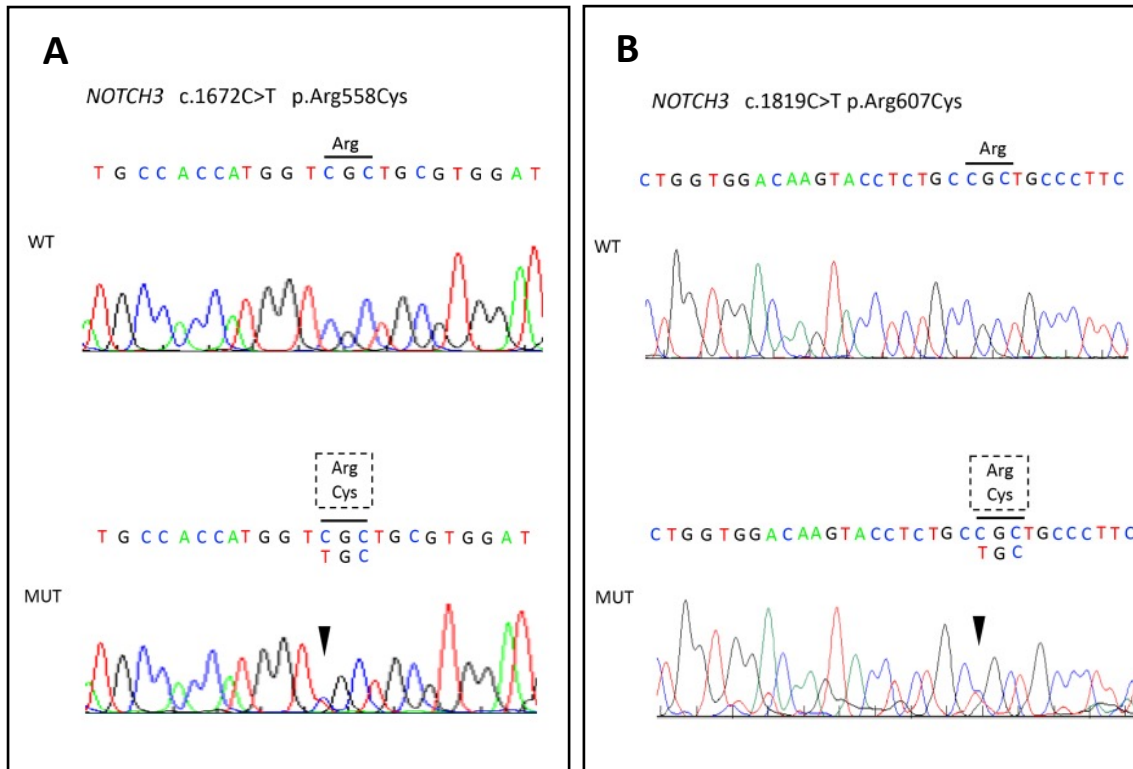 A
NOTCH3 c.1672C>T p.Arg558Cys
Arg
T G C C A C C A T G G T C G C T G C G T G G A T
WT
Arg
Cys
T G C C A C C A T G G T C G C T G C G T G G A T
T G C
MUT
B
NOTCH3 c.1819C>T p.Arg607Cys
Arg
C T G G T G G A C A A G T A C C T C T G C C G C T G C C C T T C
WT
Arg
Cys
C T G G T G G A C A A G T A C C T C T G C C G C T G C C C T T C
T G C
MUT